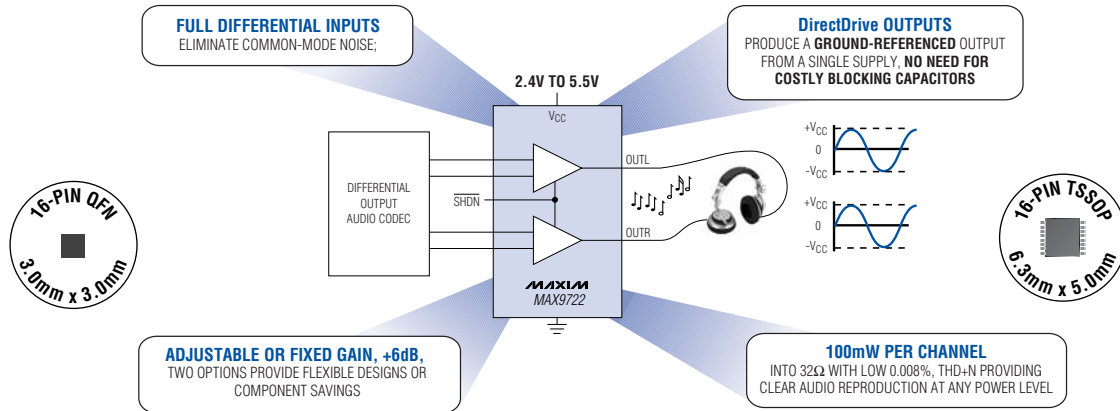 FULL DIFFERENTIAL INPUTS
ELIMINATE COMMON-MODE NOISE;
DirectDrive OUTPUTS
PRODUCE A GROUND-REFERENCED OUTPUT
FROM A SINGLE SUPPLY, NO NEED FOR
COSTLY BLOCKING CAPACITORS
2.4V TO 5.5V
VCC
DIFFERENTIAL
OUTPUT
AUDIO CODEC
SHDN
OUTL
OUTR
MAXIM
MAX9722
+VCC
0
-VCC
+VCC
0
-VCC
16-PIN QFN
3.0mm x 3.0mm
16-PIN TSSOP
6.3mm x 5.0mm
ADJUSTABLE OR FIXED GAIN, +6dB,
TWO OPTIONS PROVIDE FLEXIBLE DESIGNS OR
COMPONENT SAVINGS
100mW PER CHANNEL
INTO 32Ω WITH LOW 0.008%, THD+N PROVIDING
CLEAR AUDIO REPRODUCTION AT ANY POWER LEVEL